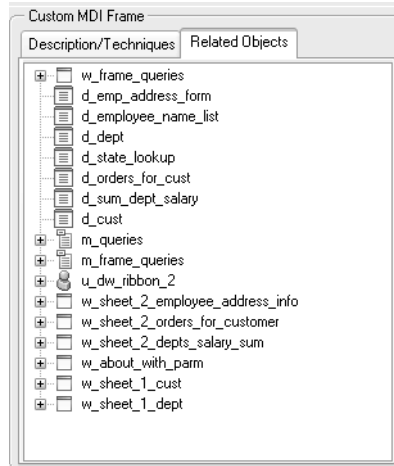 Custom MDI Frame
Description/Techniques Related Objects
w_frame_queries
d_emp_address_form
d_employee_name_list
d_dept
d_state_lookup
d_orders_for_cust
d_sum_dept_salary
d_cust
m_queries
m_frame_queries
u_dw_ribbon_2
w_sheet_2_employee_address_info
w_sheet_2_orders_for_customer
w_sheet_2_depts_salary_sum
w_about_with_parm
w_sheet_1_cust
w_sheet_1_dept